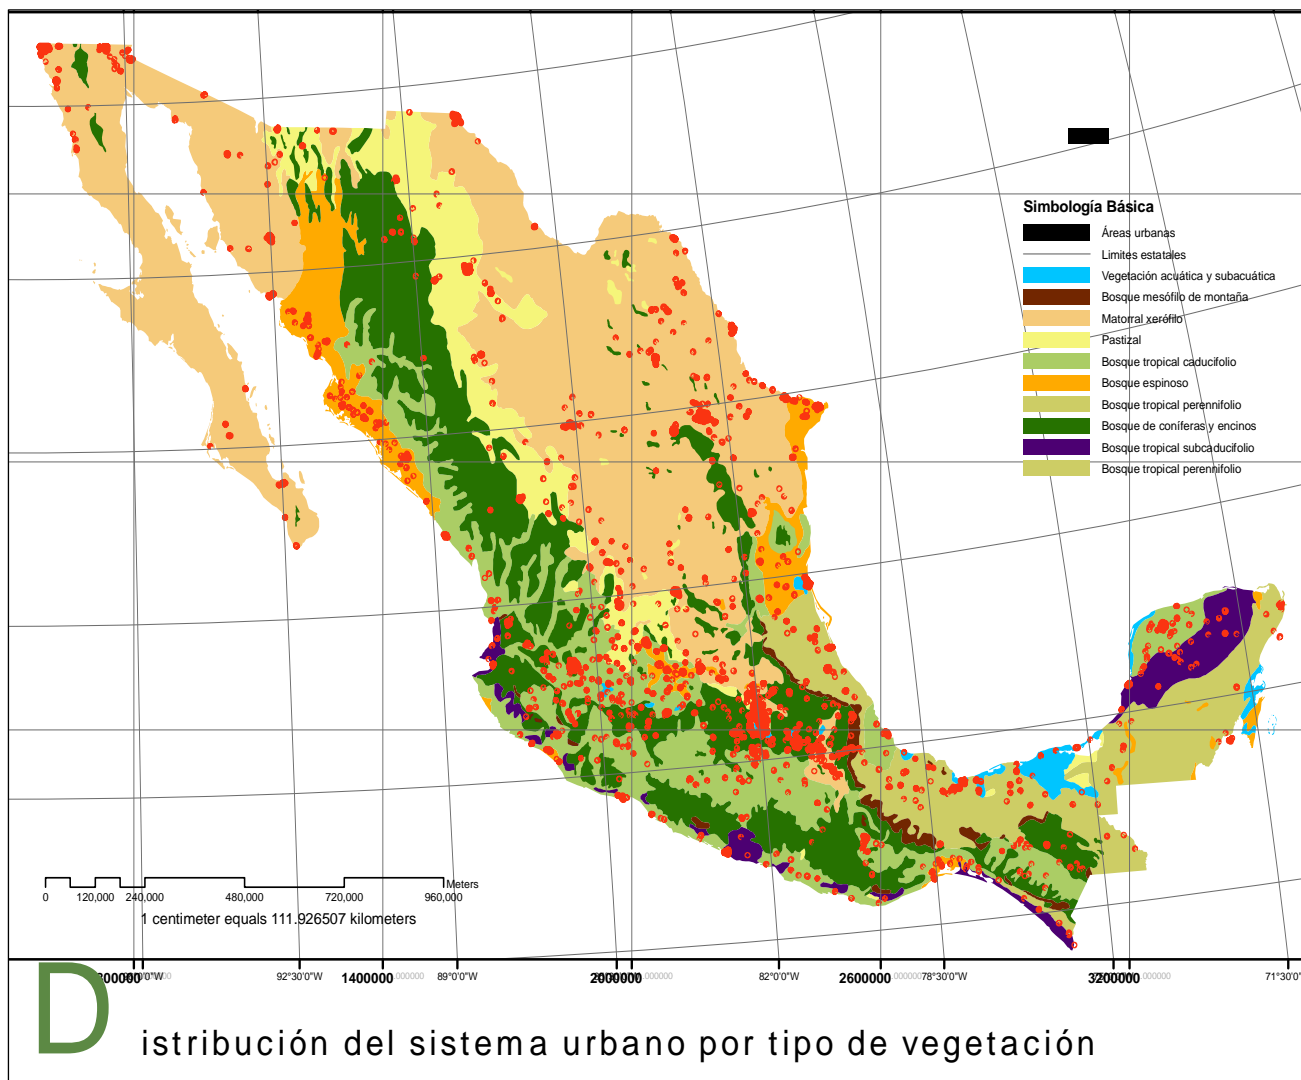 Simbología Básica
Áreas urbanas
Limites estatales
Vegetación acuática y subacuática
Bosque mesófilo de montaña
Matorral xerófilo
Pastizal
Bosque tropical caducifolio
Bosque espinoso
Bosque tropical perennifolio
Bosque de coníferas y encinos
Bosque tropical subcaducifolio
Bosque tropical perennifolio
Meters
0 120,000 240,000 480,000 720,000 960,000
1 centimeter equals 111.926507 kilometers
92°30'0"W 1400000 89°0'0"W 2000000 82°0'0"W 2600000 78°30'0"W 3200000 71°30'0"
Distribución del sistema urbano por tipo de vegetación